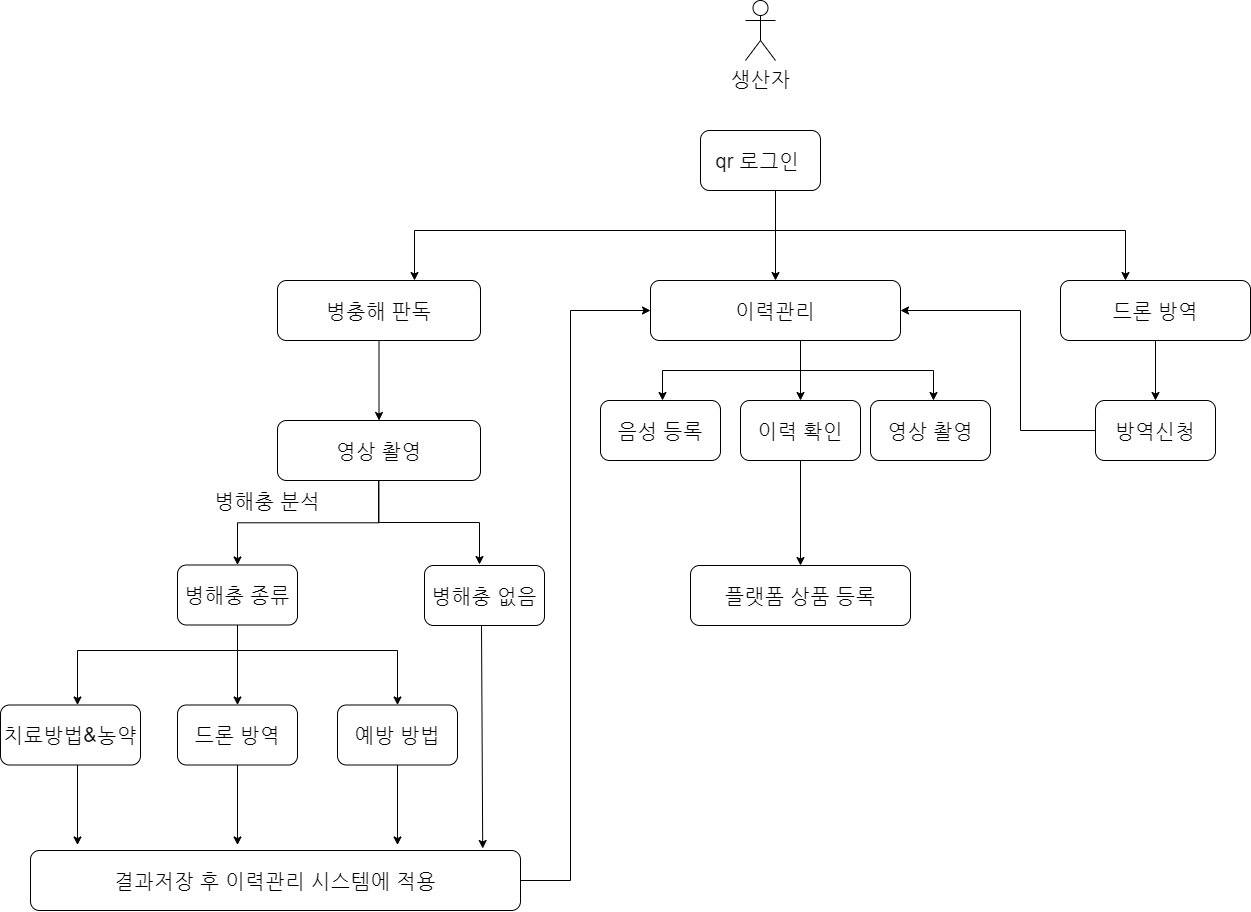 생산자
qr 로그인
병충해 판독
이력관리
드론 방역
영상 촬영
음성 등록
이력 확인
영상 촬영
방역신청
병해충 분석
병해충 종류
병해충 없음
플랫폼 상품 등록
치료방법&농약
드론 방역
예방 방법
결과저장 후 이력관리 시스템에 적용